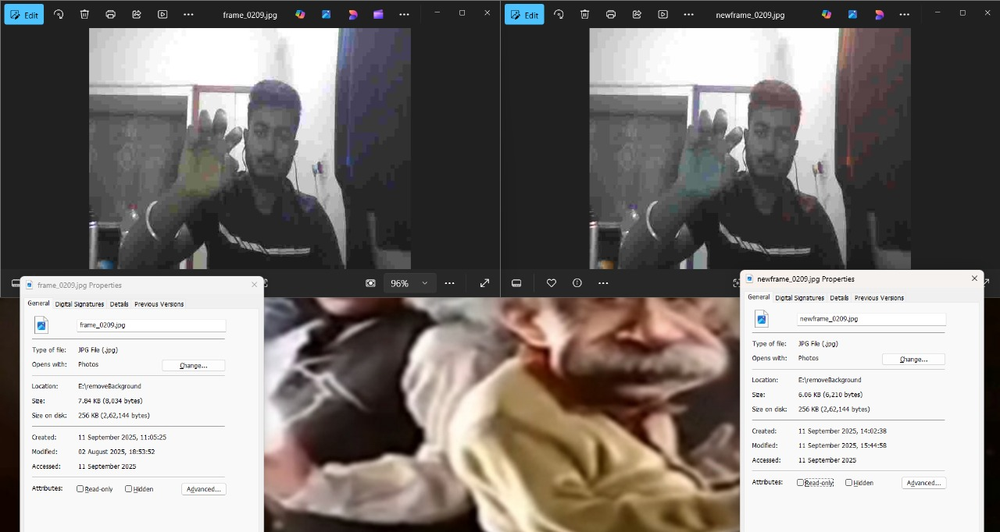 Edit
frame_0209.jpg
Edit
newframe_0209.jpg
96%
frame_0209.jpg Properties
General Digital Signatures Details Previous Versions
frame_0209.jpg
Type of file: JPG File (.jpg)
Opens with: Photos Change...
Location: E:\removeBackground
Size: 7.84 KB (8,034 bytes)
Size on disk: 256 KB (2,62,144 bytes)
Created: 11 September 2025, 11:05:25
Modified: 02 August 2025, 18:53:52
Accessed: 11 September 2025
Attributes: Read-only Hidden Advanced...
newframe_0209.jpg Properties
General Digital Signatures Details Previous Versions
newframe_0209.jpg
Type of file: JPG File (.jpg)
Opens with: Photos Change...
Location: E:\removeBackground
Size: 6.06 KB (6,210 bytes)
Size on disk: 256 KB (2,62,144 bytes)
Created: 11 September 2025, 14:02:38
Modified: 11 September 2025, 15:44:58
Accessed: 11 September 2025
Attributes: Read-only Hidden Advanced...